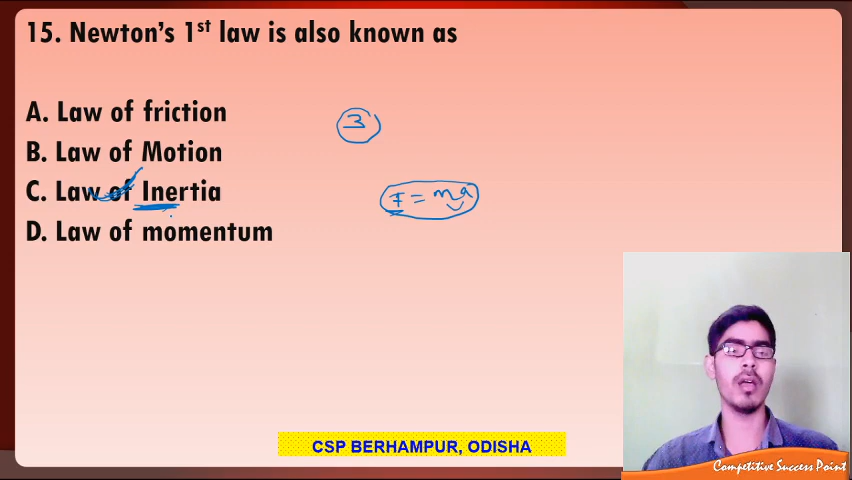 15. Newton's 1st law is also known as
A. Law of friction
3
B. Law of Motion
C. Law of Inertia
F = ma
D. Law of momentum
CSP BERHAMPUR, ODISHA
Competitive Success Point